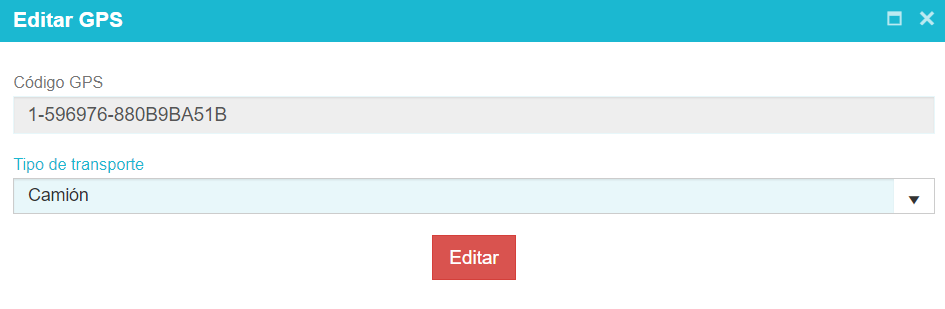 Editar GPS
Código GPS
1-596976-880B9BA51B
Tipo de transporte
Camión
Editar